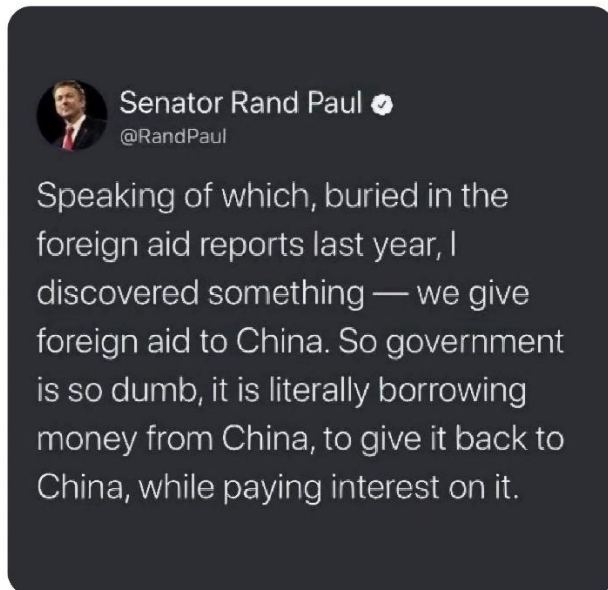 Senator Rand Paul
@RandPaul
Speaking of which, buried in the
foreign aid reports last year, I
discovered something — we give
foreign aid to China. So government
is so dumb, it is literally borrowing
money from China, to give it back to
China, while paying interest on it.